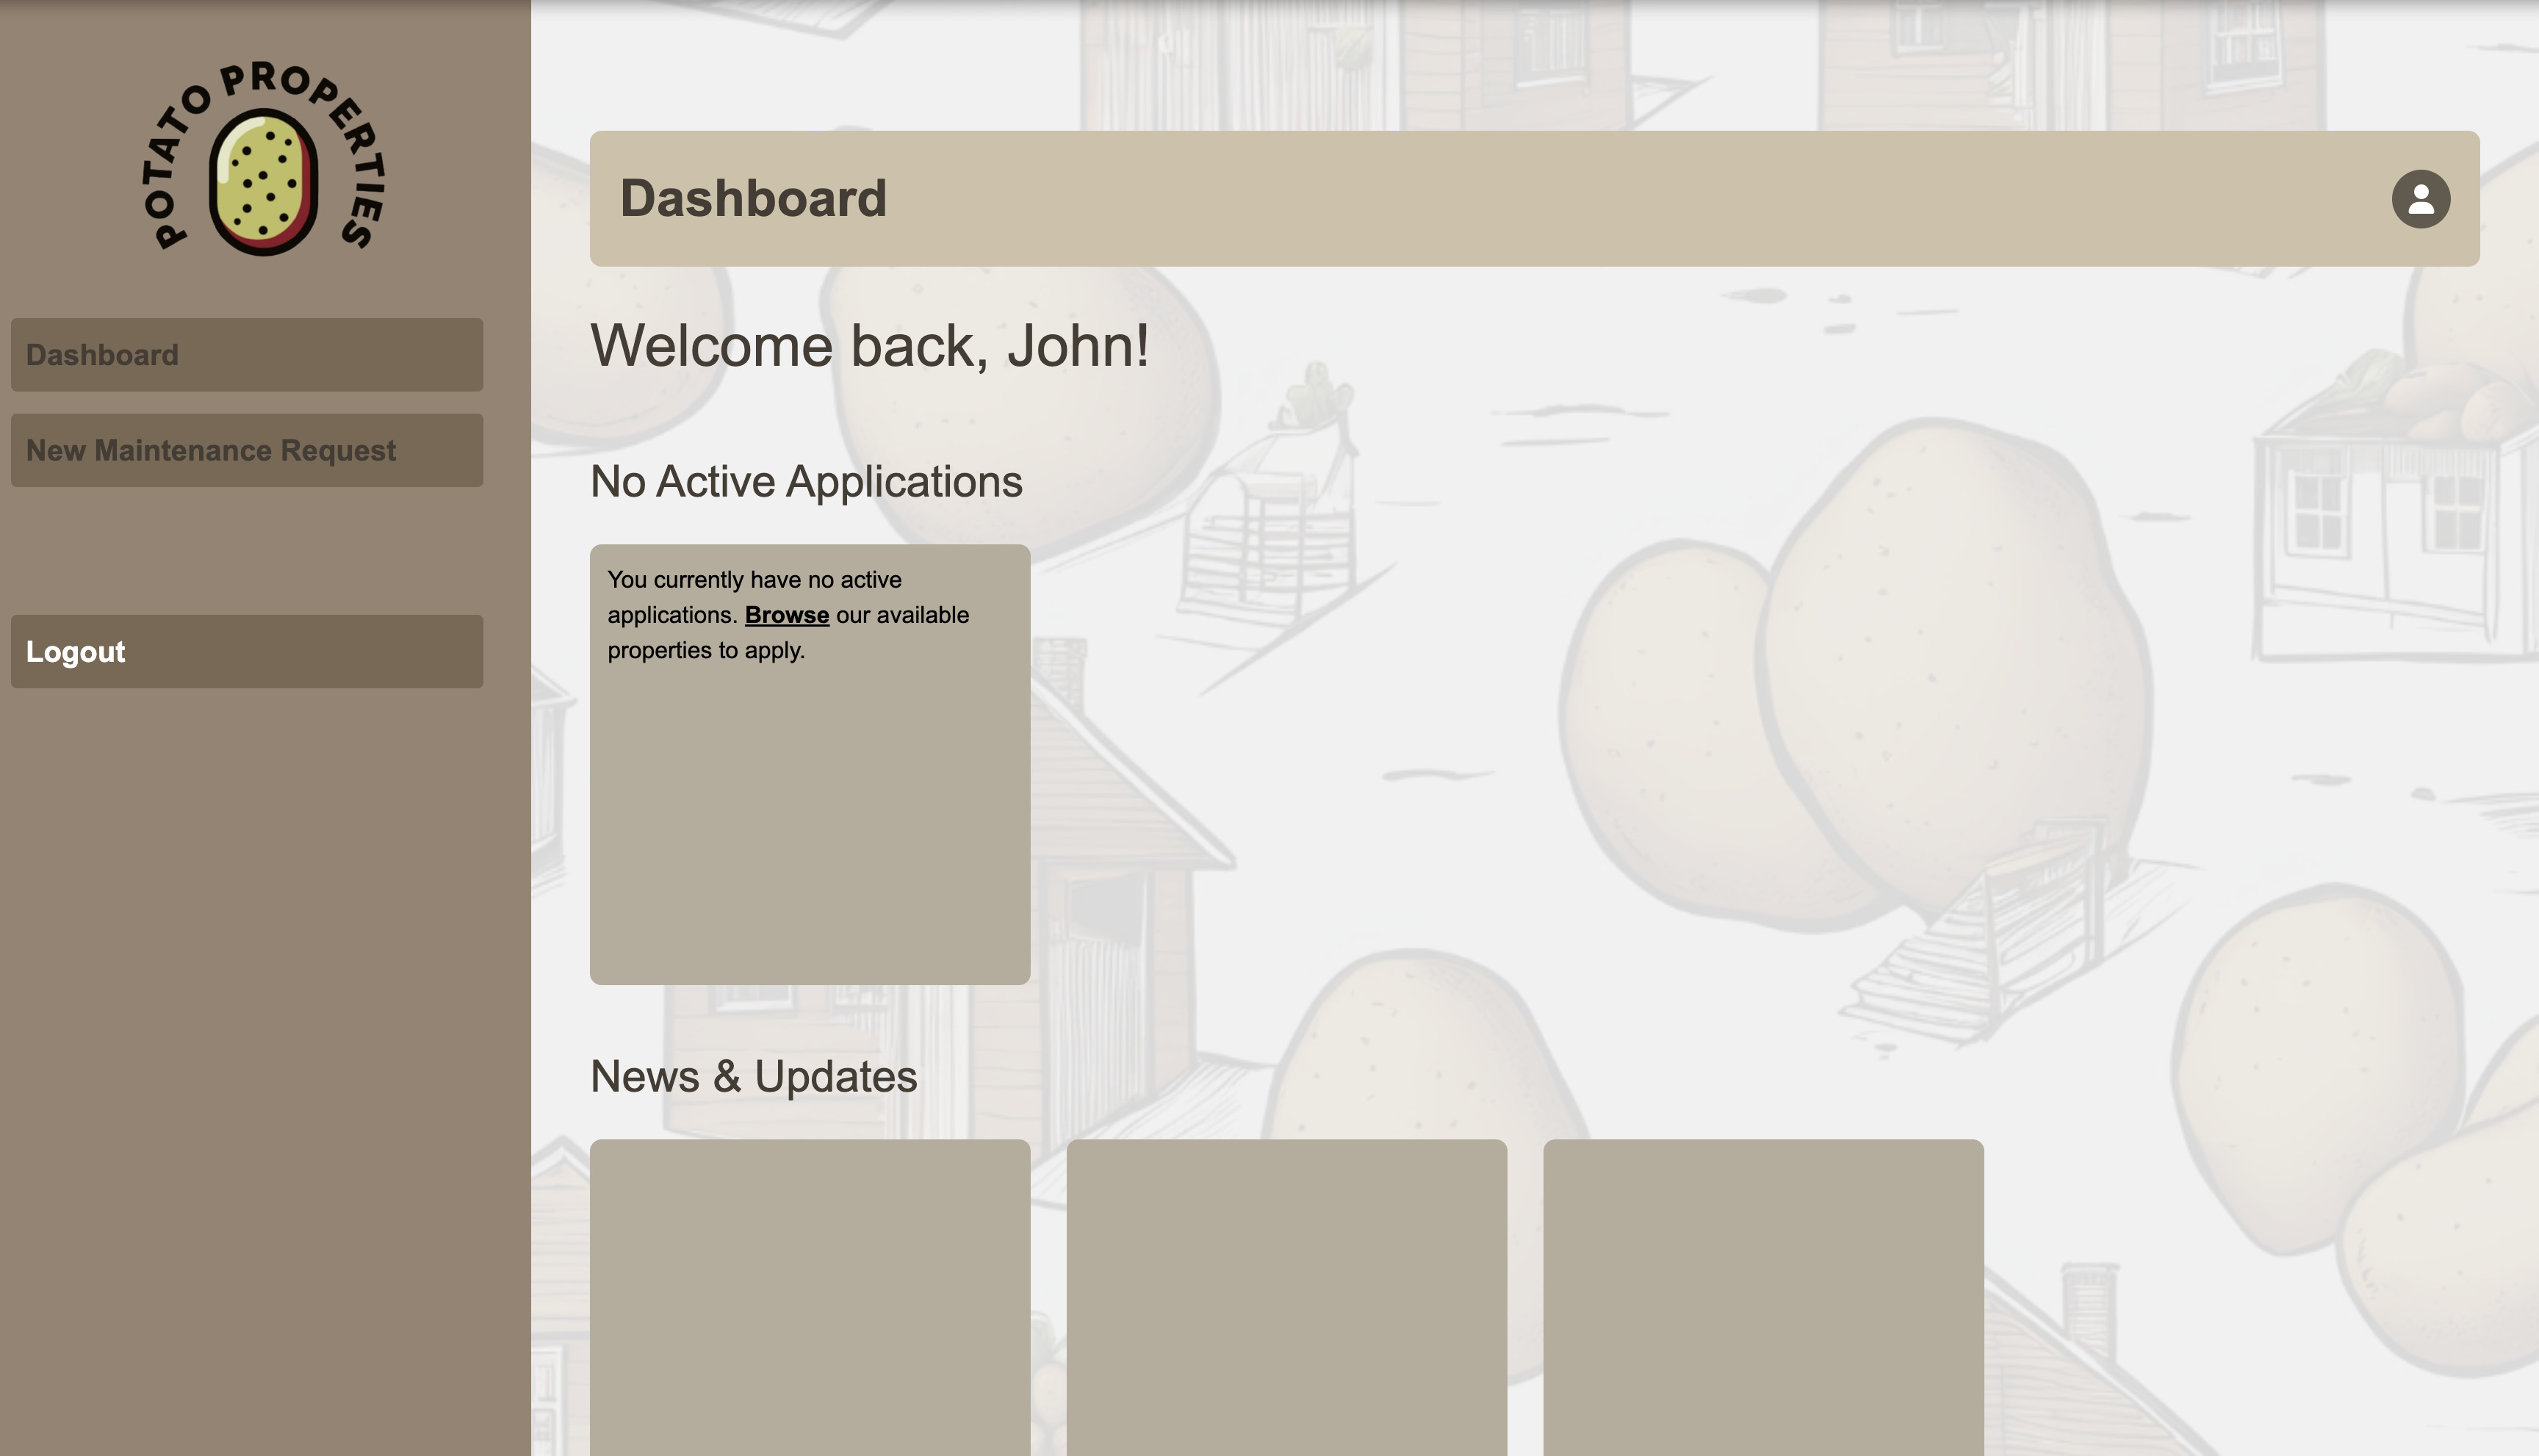 POTATO PROPERTIES
Dashboard
New Maintenance Request
Logout
Dashboard
Welcome back, John!
No Active Applications
You currently have no active
applications. Browse our available
properties to apply.
News & Updates